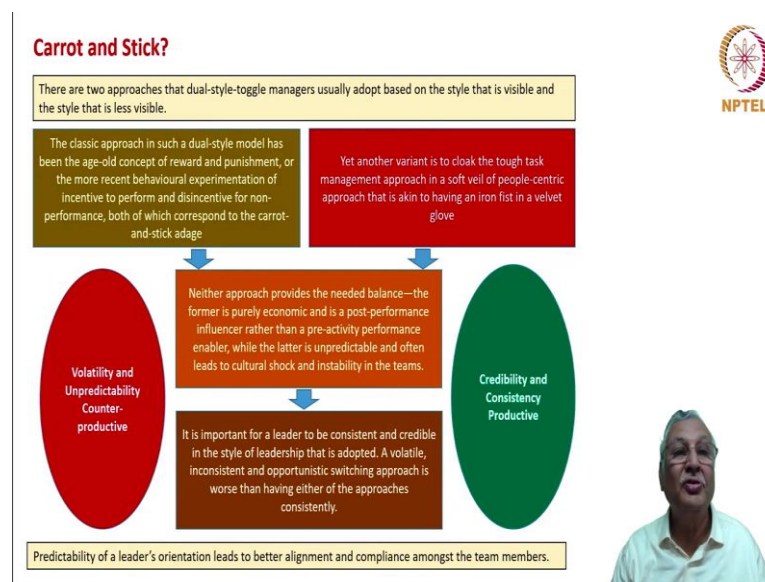 Carrot and Stick?
NPTEL
There are two approaches that dual-style-toggle managers usually adopt based on the style that is visible and
the style that is less visible.
The classic approach in such a dual-style model has
been the age-old concept of reward and punishment, or
the more recent behavioural experimentation of
incentive to perform and disincentive for non-
performance, both of which correspond to the carrot-
and-stick adage
Yet another variant is to cloak the tough task
management approach in a soft veil of people-centric
approach that is akin to having an iron fist in a velvet
glove
Volatility and
Unpredictability
Counter-
productive
Neither approach provides the needed balance—the
former is purely economic and is a post-performance
influencer rather than a pre-activity performance
enabler, while the latter is unpredictable and often
leads to cultural shock and instability in the teams.
Credibility and
Consistency
Productive
It is important for a leader to be consistent and credible
in the style of leadership that is adopted. A volatile,
inconsistent and opportunistic switching approach is
worse than having either of the approaches
consistently.
Predictability of a leader's orientation leads to better alignment and compliance amongst the team members.